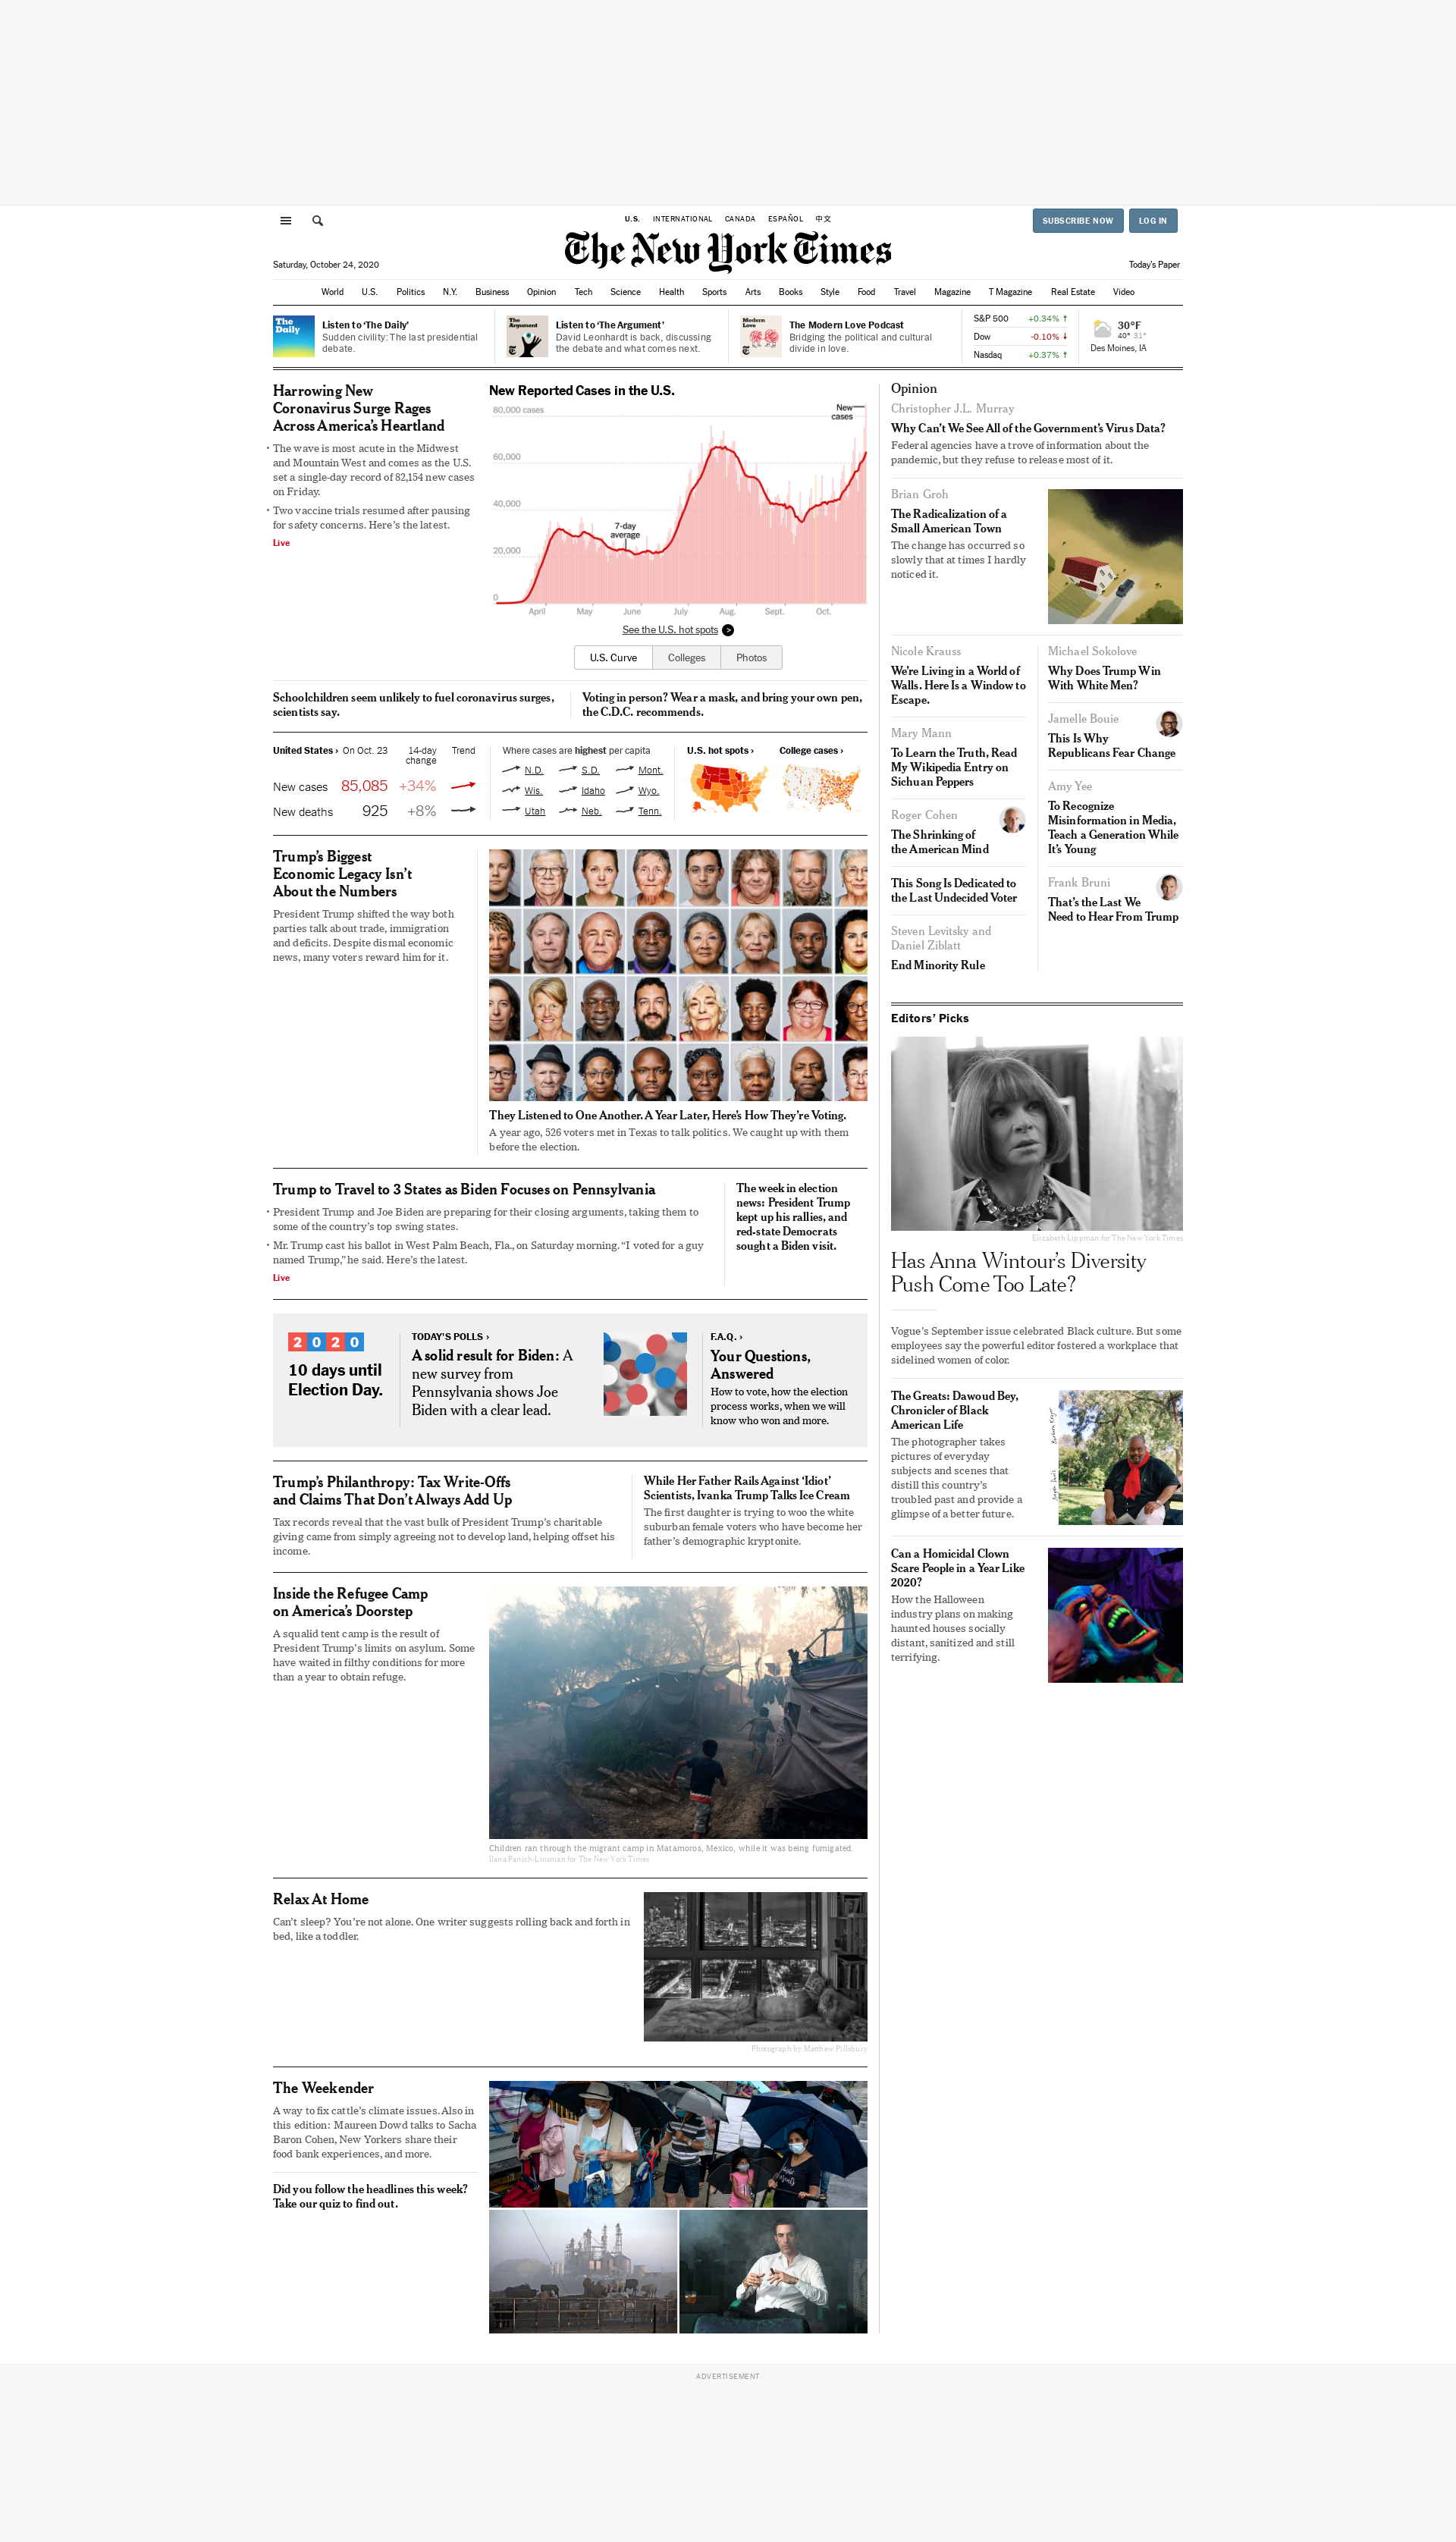 U.S. INTERNATIONAL CANADA ESPAÑOL 中文
SUBSCRIBE NOW LOG IN
The New York Times
Saturday, October 24, 2020
Today's Paper
World U.S. Politics N.Y. Business Opinion Tech Science Health Sports Arts Books Style Food Travel Magazine T Magazine Real Estate Video
The
Daily
Listen to ‘The Daily’
Sudden civility: The last presidential
debate.
The
Argument
Listen to ‘The Argument’
David Leonhardt is back, discussing
the debate and what comes next.
Modern
Love
The Modern Love Podcast
Bridging the political and cultural
divide in love.
S&P 500 +0.34% ↑
Dow -0.10% ↓
Nasdaq +0.37% ↑
30°F
40° 31°
Des Moines, IA
Harrowing New
Coronavirus Surge Rages
Across America’s Heartland
• The wave is most acute in the Midwest
and Mountain West and comes as the U.S.
set a single-day record of 82,154 new cases
on Friday.
• Two vaccine trials resumed after pausing
for safety concerns. Here’s the latest.
Live
New Reported Cases in the U.S.
80,000 cases
New
cases
60,000
40,000
7-day
average
20,000
0
April May June July Aug. Sept. Oct.
See the U.S. hot spots >
U.S. Curve Colleges Photos
Schoolchildren seem unlikely to fuel coronavirus surges,
scientists say.
Voting in person? Wear a mask, and bring your own pen,
the C.D.C. recommends.
United States › On Oct. 23 14-day
change
Trend
New cases 85,085 +34%
New deaths 925 +8%
Where cases are highest per capita
N.D. S.D. Mont.
Wis. Idaho Wyo.
Utah Neb. Tenn.
U.S. hot spots ›
College cases ›
Trump’s Biggest
Economic Legacy Isn’t
About the Numbers
President Trump shifted the way both
parties talk about trade, immigration
and deficits. Despite dismal economic
news, many voters reward him for it.
They Listened to One Another. A Year Later, Here’s How They’re Voting.
A year ago, 526 voters met in Texas to talk politics. We caught up with them
before the election.
Trump to Travel to 3 States as Biden Focuses on Pennsylvania
• President Trump and Joe Biden are preparing for their closing arguments, taking them to
some of the country’s top swing states.
• Mr. Trump cast his ballot in West Palm Beach, Fla., on Saturday morning. “I voted for a guy
named Trump,” he said. Here’s the latest.
Live
The week in election
news: President Trump
kept up his rallies, and
red-state Democrats
sought a Biden visit.
2020
10 days until
Election Day.
TODAY’S POLLS ›
A solid result for Biden: A
new survey from
Pennsylvania shows Joe
Biden with a clear lead.
F.A.Q. ›
Your Questions,
Answered
How to vote, how the election
process works, when we will
know who won and more.
Trump’s Philanthropy: Tax Write-Offs
and Claims That Don’t Always Add Up
Tax records reveal that the vast bulk of President Trump’s charitable
giving came from simply agreeing not to develop land, helping offset his
income.
While Her Father Rails Against ‘Idiot’
Scientists, Ivanka Trump Talks Ice Cream
The first daughter is trying to woo the white
suburban female voters who have become her
father’s demographic kryptonite.
Inside the Refugee Camp
on America’s Doorstep
A squalid tent camp is the result of
President Trump’s limits on asylum. Some
have waited in filthy conditions for more
than a year to obtain refuge.
Children ran through the migrant camp in Matamoros, Mexico, while it was being fumigated.
Ilana Panich-Linsman for The New York Times
Relax At Home
Can’t sleep? You’re not alone. One writer suggests rolling back and forth in
bed, like a toddler.
Photograph by Matthew Pillsbury
The Weekender
A way to fix cattle’s climate issues. Also in
this edition: Maureen Dowd talks to Sacha
Baron Cohen, New Yorkers share their
food bank experiences, and more.
Did you follow the headlines this week?
Take our quiz to find out.
Opinion
Christopher J.L. Murray
Why Can’t We See All of the Government’s Virus Data?
Federal agencies have a trove of information about the
pandemic, but they refuse to release most of it.
Brian Groh
The Radicalization of a
Small American Town
The change has occurred so
slowly that at times I hardly
noticed it.
Nicole Krauss
We’re Living in a World of
Walls. Here Is a Window to
Escape.
Mary Mann
To Learn the Truth, Read
My Wikipedia Entry on
Sichuan Peppers
Roger Cohen
The Shrinking of
the American Mind
This Song Is Dedicated to
the Last Undecided Voter
Steven Levitsky and
Daniel Ziblatt
End Minority Rule
Michael Sokolove
Why Does Trump Win
With White Men?
Jamelle Bouie
This Is Why
Republicans Fear Change
Amy Yee
To Recognize
Misinformation in Media,
Teach a Generation While
It’s Young
Frank Bruni
That’s the Last We
Need to Hear From Trump
Editors’ Picks
Elizabeth Lippman for The New York Times
Has Anna Wintour’s Diversity
Push Come Too Late?
Vogue’s September issue celebrated Black culture. But some
employees say the powerful editor fostered a workplace that
sidelined women of color.
The Greats: Dawoud Bey,
Chronicler of Black
American Life
The photographer takes
pictures of everyday
subjects and scenes that
distill this country’s
troubled past and provide a
glimpse of a better future.
Can a Homicidal Clown
Scare People in a Year Like
2020?
How the Halloween
industry plans on making
haunted houses socially
distant, sanitized and still
terrifying.
ADVERTISEMENT